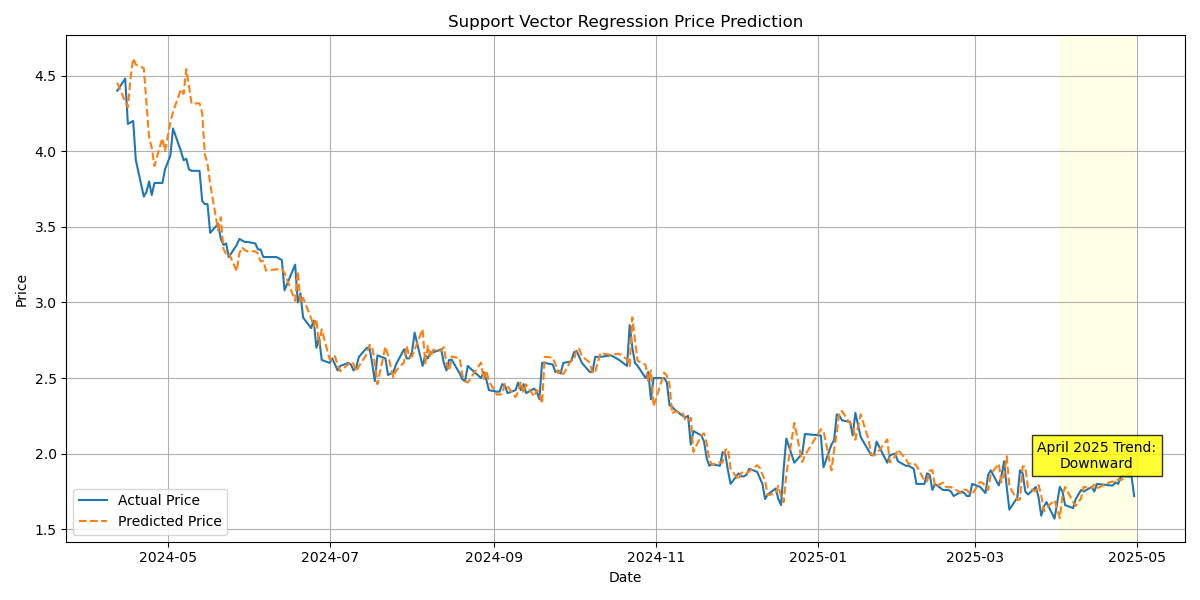 Support Vector Regression Price Prediction
Price
4.5
4.0
3.5
3.0
2.5
2.0
1.5
April 2025 Trend:
Downward
Actual Price
Predicted Price
2024-05 2024-07 2024-09 2024-11 2025-01 2025-03 2025-05
Date